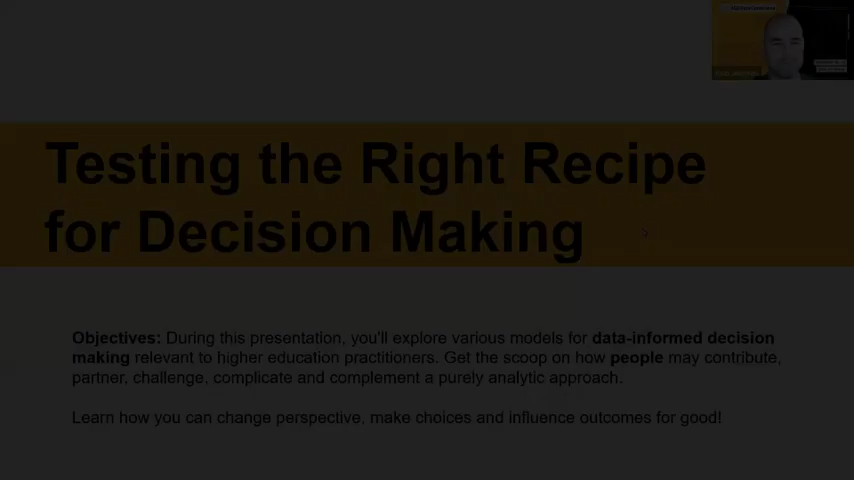 Testing the Right Recipe
for Decision Making
Objectives: During this presentation, you'll explore various models for data-informed decision
making relevant to higher education practitioners. Get the scoop on how people may contribute,
partner, challenge, complicate and complement a purely analytic approach.
Learn how you can change perspective, make choices and influence outcomes for good!